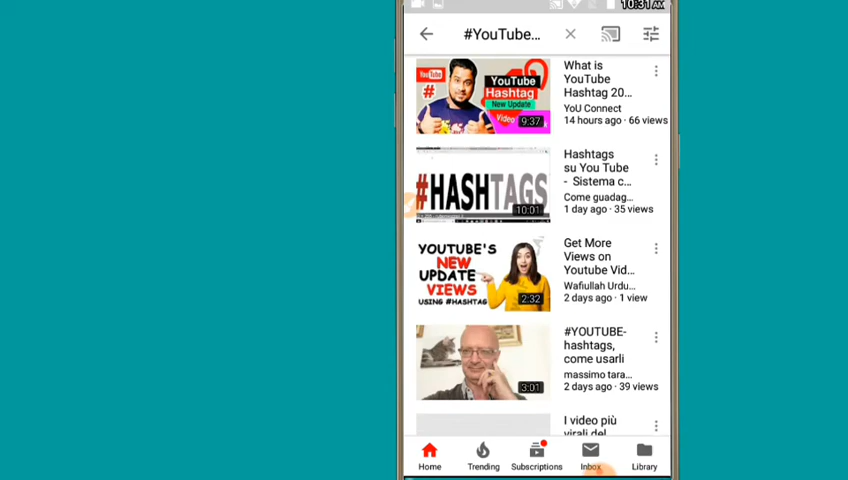 10:31 AM
#YouTube...
YouTube
#
YouTube
Hashtag
New Update
Video
9:37
What is
YouTube
Hashtag 20...
YoU Connect
14 hours ago · 66 views
#HASHTAGS
10:01
Hashtags
su You Tube
- Sistema c...
Come guadag...
1 day ago · 35 views
YOUTUBE'S
NEW
UPDATE
VIEWS
USING #HASHTAG
2:32
Get More
Views on
Youtube Vid...
Wafiullah Urdu...
2 days ago · 1 view
3:01
#YOUTUBE-
hashtags,
come usarli
massimo tara...
2 days ago · 39 views
I video più
virali del
Home
Trending
Subscriptions
Inbox
Library